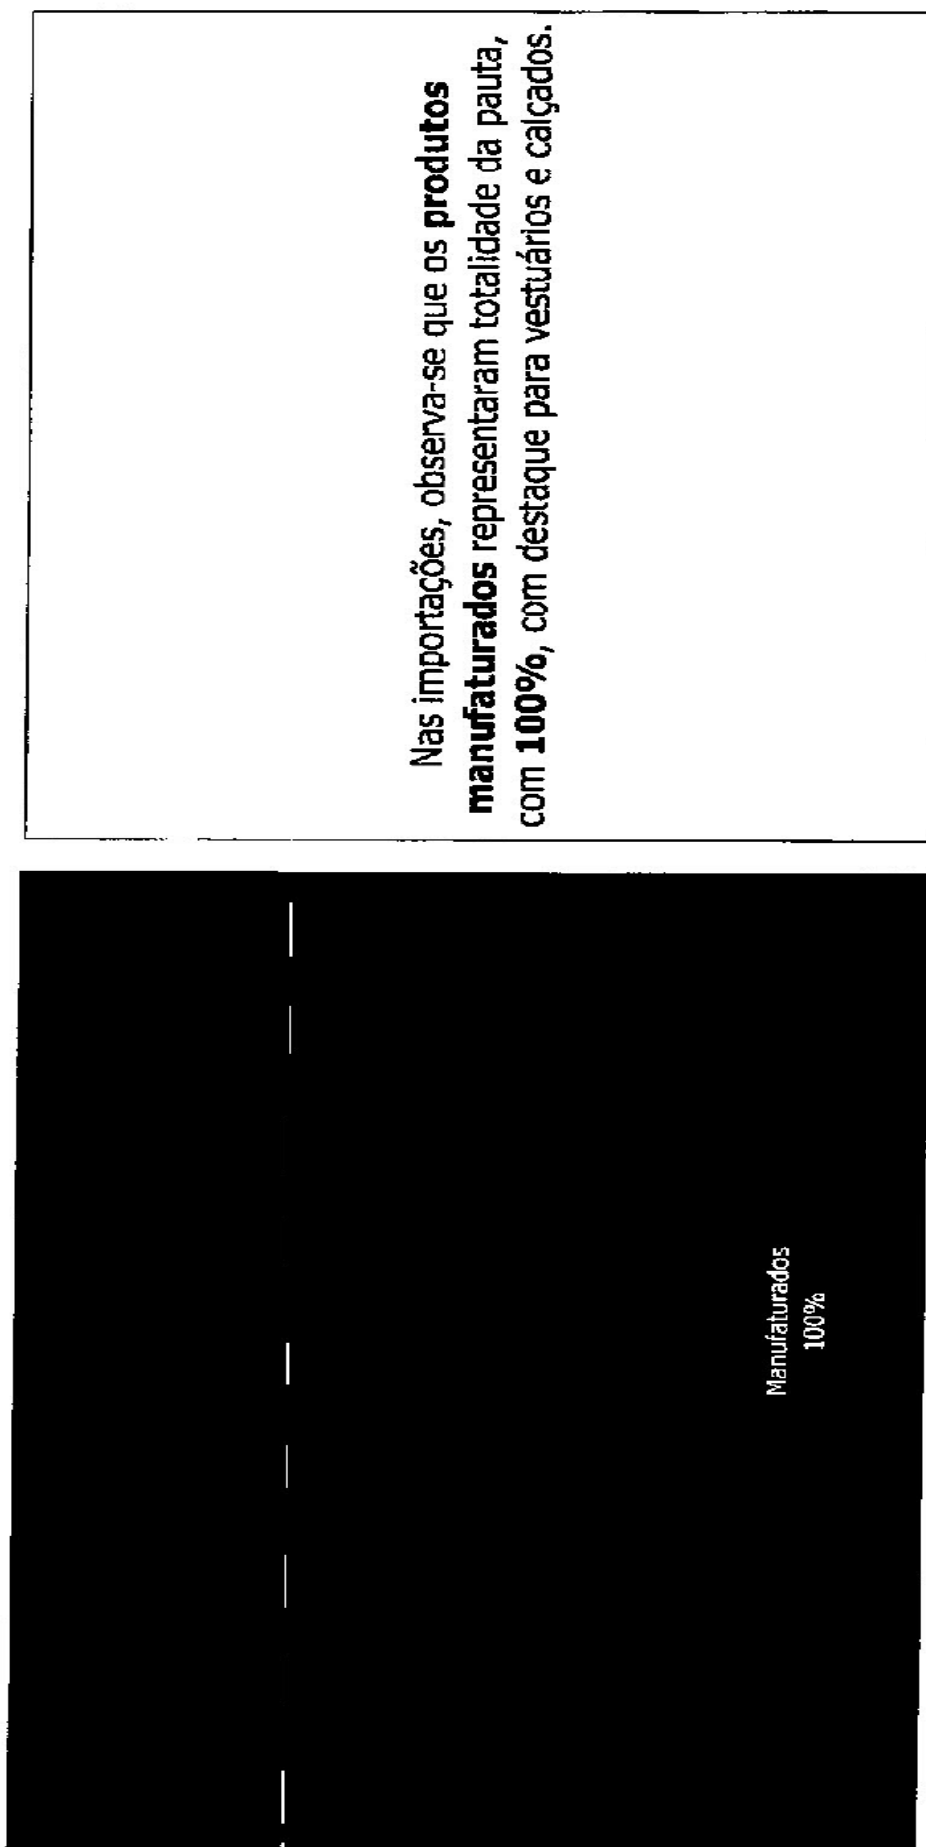 Nas importações, observa-se que os produtos
manufaturados representaram totalidade da pauta,
com 100%, com destaque para vestuários e calçados.
Manufaturados
100%